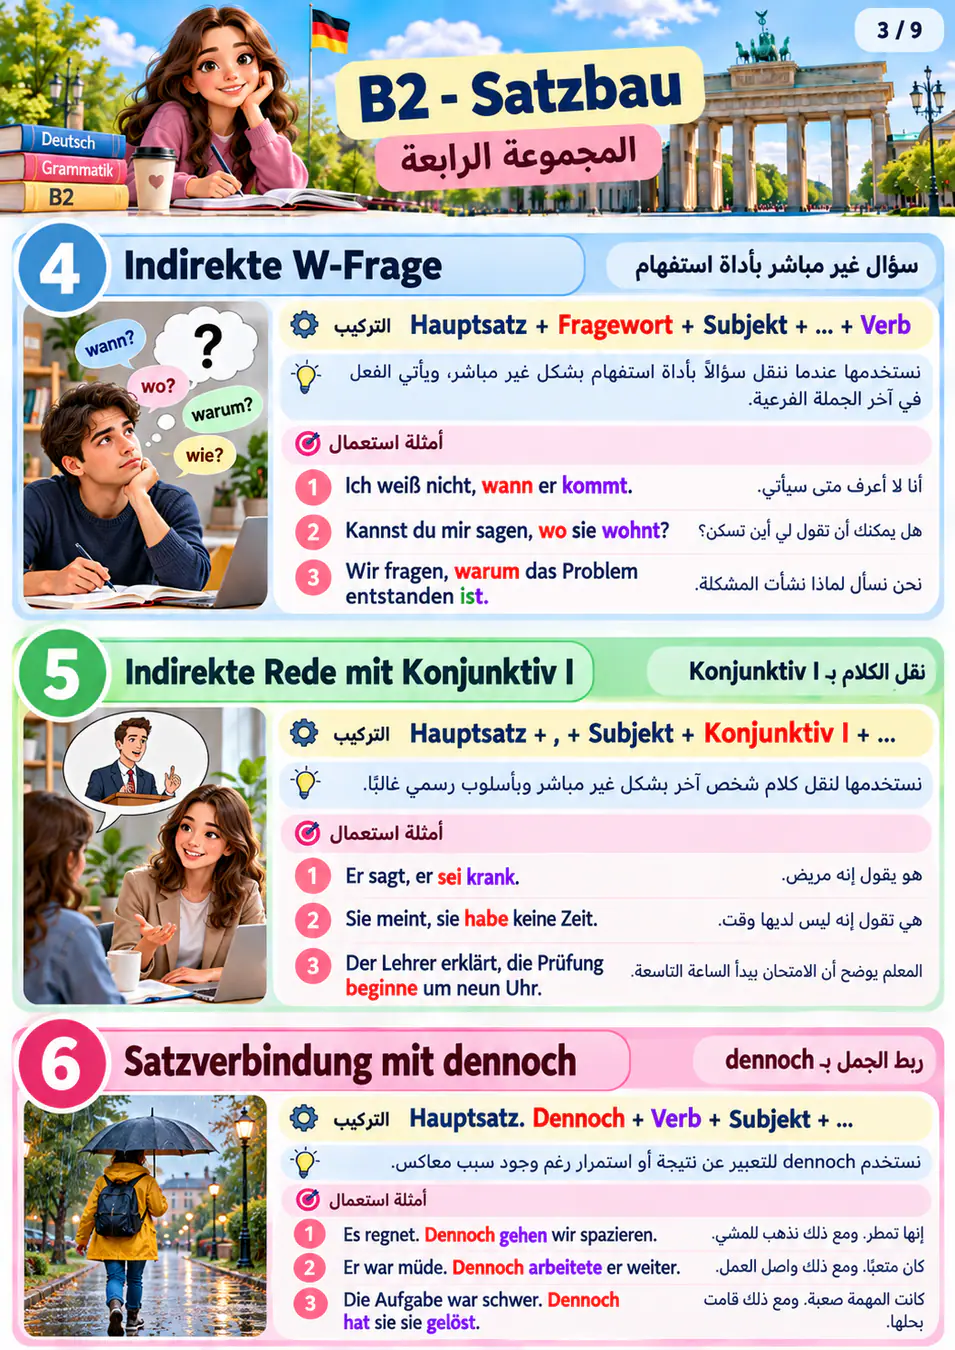 3 / 9
B2 - Satzbau
المجموعة الرابعة
Deutsch
Grammatik
B2
4
Indirekte W-Frage
سؤال غير مباشر بأداة استفهام
wann?
?
wo?
warum?
wie?
التركيب Hauptsatz + Fragewort + Subjekt + ... + Verb
نستخدمها عندما ننقل سؤالاً بأداة استفهام بشكل غير مباشر، ويأتي الفعل
في آخر الجملة الفرعية.
أمثلة استعمال
1 Ich weiß nicht, wann er kommt. أنا لا أعرف متى سيأتي.
2 Kannst du mir sagen, wo sie wohnt? هل يمكنك أن تقول لي أين تسكن؟
3 Wir fragen, warum das Problem
entstanden ist. نحن نسأل لماذا نشأت المشكلة.
5
Indirekte Rede mit Konjunktiv I
نقل الكلام بـ Konjunktiv I
التركيب Hauptsatz + , + Subjekt + Konjunktiv I + ...
نستخدمها لنقل كلام شخص آخر بشكل غير مباشر وبأسلوب رسمي غالبًا.
أمثلة استعمال
1 Er sagt, er sei krank. هو يقول إنه مريض.
2 Sie meint, sie habe keine Zeit. هي تقول إنه ليس لديها وقت.
3 Der Lehrer erklärt, die Prüfung
beginne um neun Uhr. المعلم يوضح أن الامتحان يبدأ الساعة التاسعة.
6
Satzverbindung mit dennoch
ربط الجمل بـ dennoch
التركيب Hauptsatz. Dennoch + Verb + Subjekt + ...
نستخدم dennoch للتعبير عن نتيجة أو استمرار رغم وجود سبب معاكس.
أمثلة استعمال
1 Es regnet. Dennoch gehen wir spazieren. إنها تمطر. ومع ذلك نذهب للمشي.
2 Er war müde. Dennoch arbeitete er weiter. كان متعبًا. ومع ذلك واصل العمل.
3 Die Aufgabe war schwer. Dennoch
hat sie sie gelöst.
كانت المهمة صعبة. ومع ذلك قامت
بحلها.